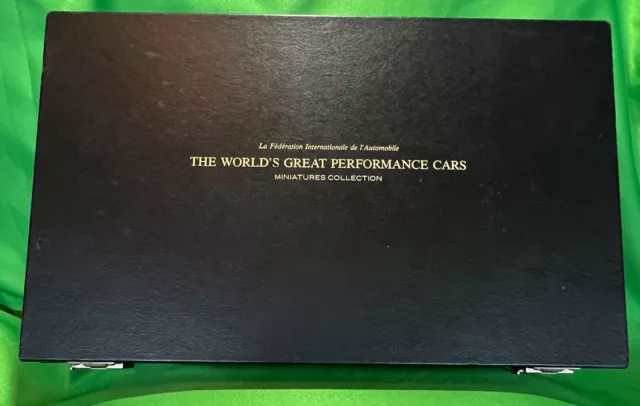 La Fédération Internationale de l'Automobile
THE WORLD'S GREAT PERFORMANCE CARS
MINIATURES COLLECTION